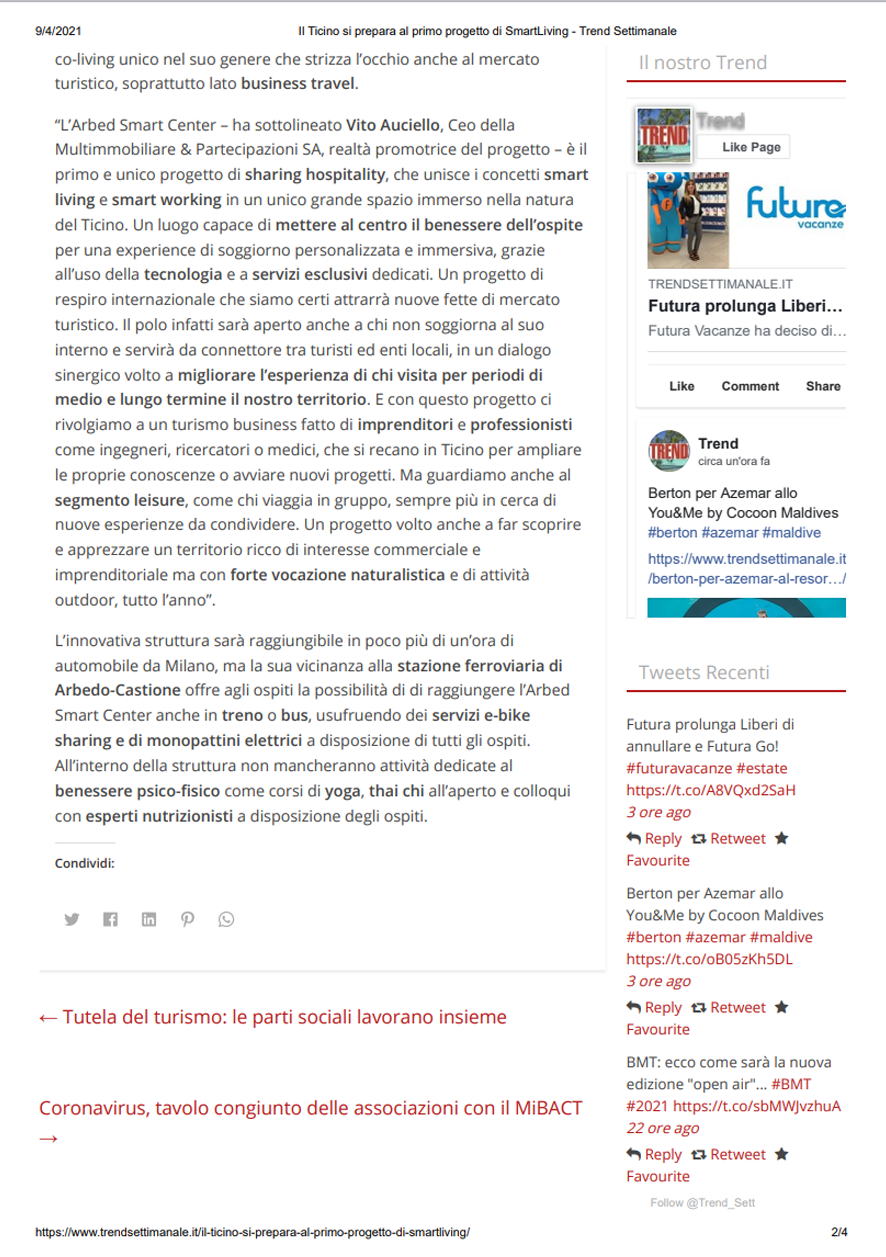 9/4/2021
Il Ticino si prepara al primo progetto di SmartLiving - Trend Settimanale
co-living unico nel suo genere che strizza l’occhio anche al mercato
turistico, soprattutto lato business travel.
“L’Arbed Smart Center – ha sottolineato Vito Auciello, Ceo della
Multimmobiliare & Partecipazioni SA, realtà promotrice del progetto – è il
primo e unico progetto di sharing hospitality, che unisce i concetti smart
living e smart working in un unico grande spazio immerso nella natura
del Ticino. Un luogo capace di mettere al centro il benessere dell’ospite
per una experience di soggiorno personalizzata e immersiva, grazie
all’uso della tecnologia e a servizi esclusivi dedicati. Un progetto di
respiro internazionale che siamo certi attrarrà nuove fette di mercato
turistico. Il polo infatti sarà aperto anche a chi non soggiorna al suo
interno e servirà da connettore tra turisti ed enti locali, in un dialogo
sinergico volto a migliorare l’esperienza di chi visita per periodi di
medio e lungo termine il nostro territorio. E con questo progetto ci
rivolgiamo a un turismo business fatto di imprenditori e professionisti
come ingegneri, ricercatori o medici, che si recano in Ticino per ampliare
le proprie conoscenze o avviare nuovi progetti. Ma guardiamo anche al
segmento leisure, come chi viaggia in gruppo, sempre più in cerca di
nuove esperienze da condividere. Un progetto volto anche a far scoprire
e apprezzare un territorio ricco di interesse commerciale e
imprenditoriale ma con forte vocazione naturalistica e di attività
outdoor, tutto l’anno”.
L’innovativa struttura sarà raggiungibile in poco più di un’ora di
automobile da Milano, ma la sua vicinanza alla stazione ferroviaria di
Arbedo-Castione offre agli ospiti la possibilità di di raggiungere l’Arbed
Smart Center anche in treno o bus, usufruendo dei servizi e-bike
sharing e di monopattini elettrici a disposizione di tutti gli ospiti.
All’interno della struttura non mancheranno attività dedicate al
benessere psico-fisico come corsi di yoga, thai chi all’aperto e colloqui
con esperti nutrizionisti a disposizione degli ospiti.
Condividi:
← Tutela del turismo: le parti sociali lavorano insieme
Coronavirus, tavolo congiunto delle associazioni con il MiBACT
→
Il nostro Trend
TREND
Trend
Like Page
futura
vacanze
TRENDSETTIMANALE.IT
Futura prolunga Liberi…
Futura Vacanze ha deciso di…
Like Comment Share
TREND
Trend
circa un'ora fa
Berton per Azemar allo
You&Me by Cocoon Maldives
#berton #azemar #maldive
https://www.trendsettimanale.it
/berton-per-azemar-al-resor…/
Tweets Recenti
Futura prolunga Liberi di
annullare e Futura Go!
#futuravacanze #estate
https://t.co/A8VQxd2SaH
3 ore ago
Reply Retweet
Favourite
Berton per Azemar allo
You&Me by Cocoon Maldives
#berton #azemar #maldive
https://t.co/oB05zKh5DL
3 ore ago
Reply Retweet
Favourite
BMT: ecco come sarà la nuova
edizione "open air"... #BMT
#2021 https://t.co/sbMWJvzhuA
22 ore ago
Reply Retweet
Favourite
Follow @Trend_Sett
https://www.trendsettimanale.it/il-ticino-si-prepara-al-primo-progetto-di-smartliving/
2/4